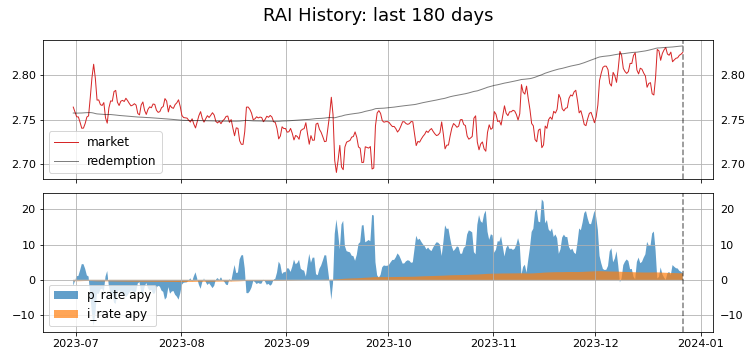 RAI History: last 180 days
2.80 2.80
2.75 2.75
2.70 2.70
market
redemption
20 20
10 10
0 0
−10 −10
p_rate apy
i_rate apy
2023-07 2023-08 2023-09 2023-10 2023-11 2023-12 2024-01